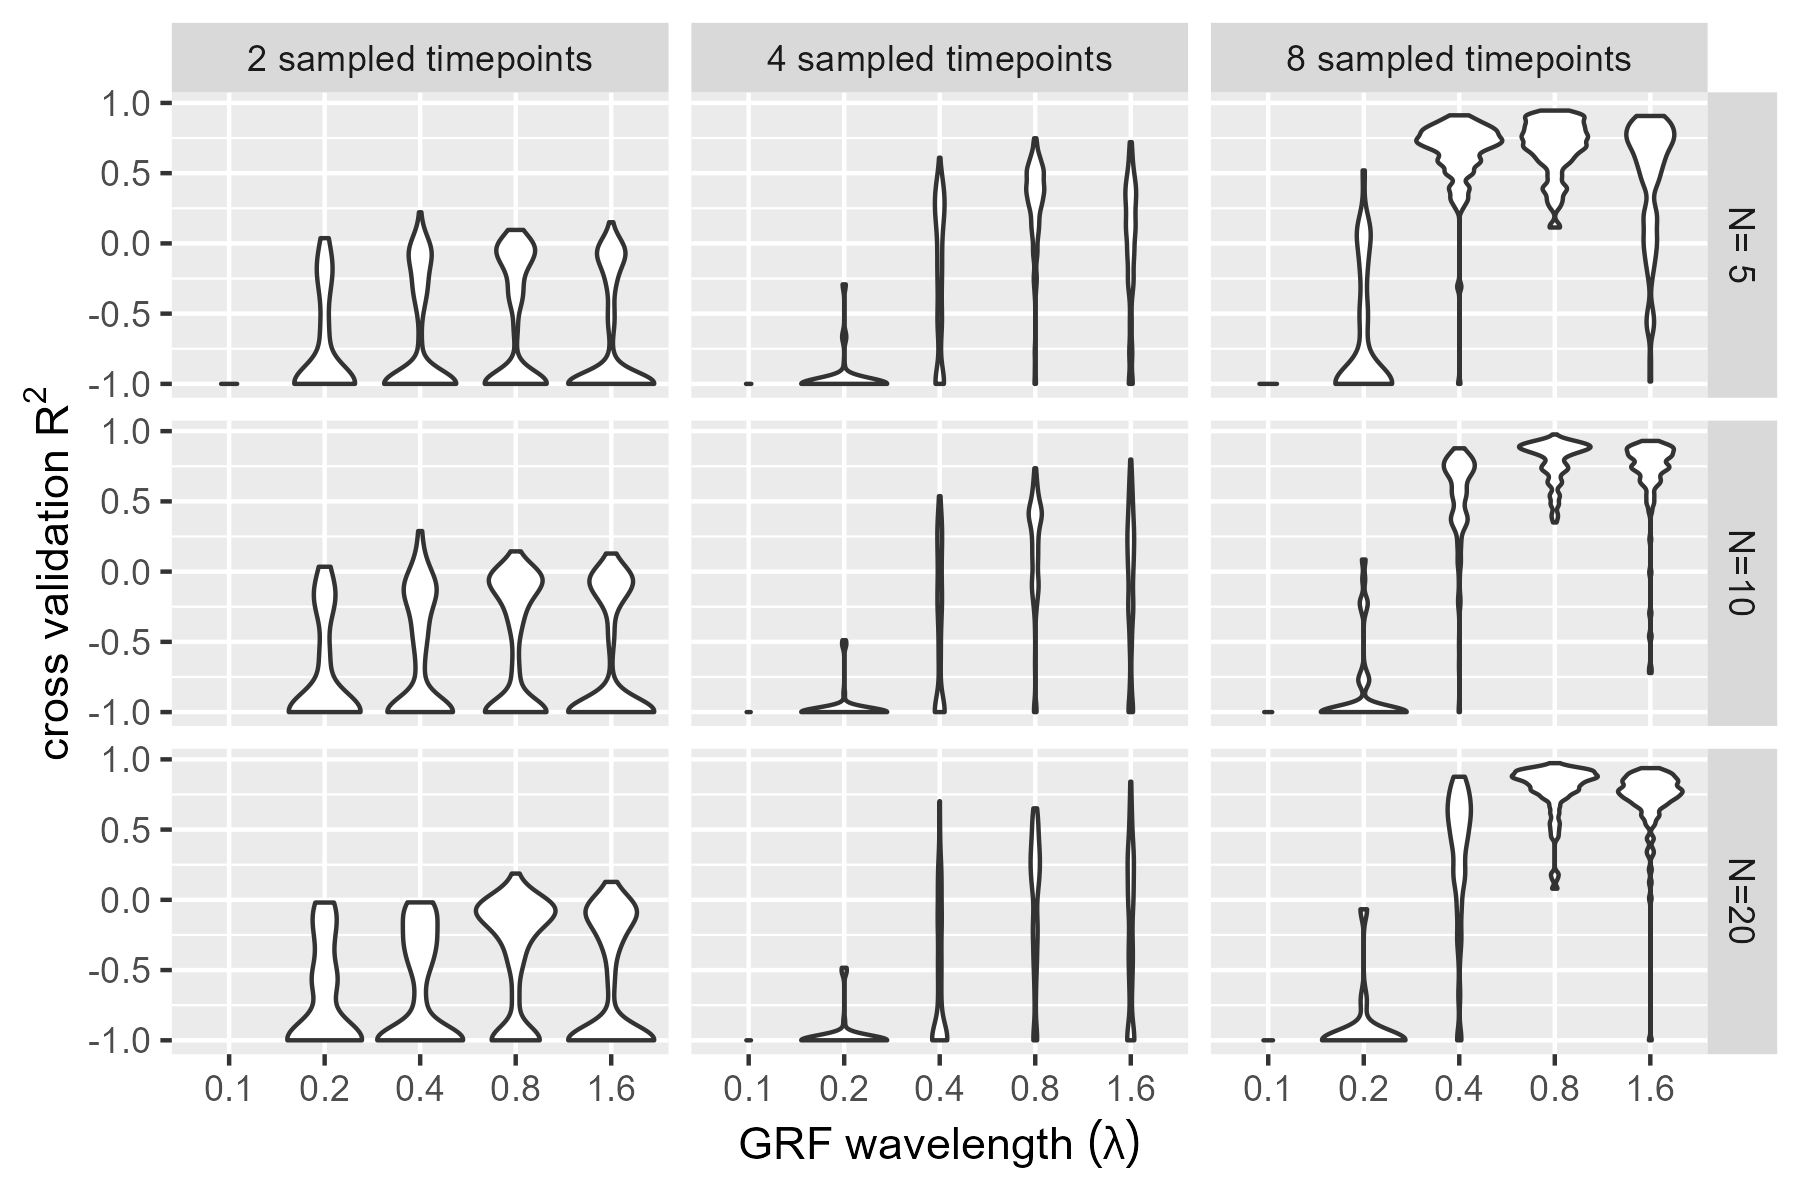 2 sampled timepoints 4 sampled timepoints 8 sampled timepoints
1.0
0.5
0.0
-0.5
-1.0
N= 5
1.0
0.5
0.0
-0.5
-1.0
N=10
1.0
0.5
0.0
-0.5
-1.0
N=20
cross validation R²
0.1 0.2 0.4 0.8 1.6 0.1 0.2 0.4 0.8 1.6 0.1 0.2 0.4 0.8 1.6
GRF wavelength (λ)